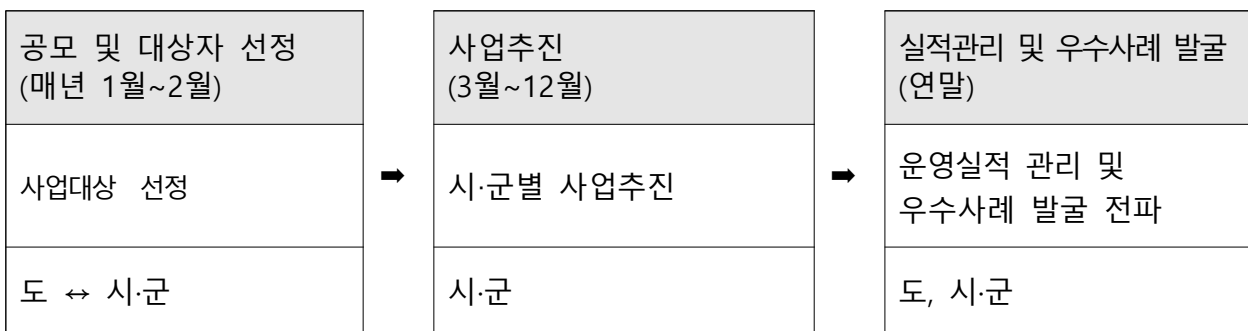 공모 및 대상자 선정
(매년 1월~2월)
사업대상 선정
도 ↔ 시·군
➡
사업추진
(3월~12월)
시·군별 사업추진
시·군
➡
실적관리 및 우수사례 발굴
(연말)
운영실적 관리 및
우수사례 발굴 전파
도, 시·군